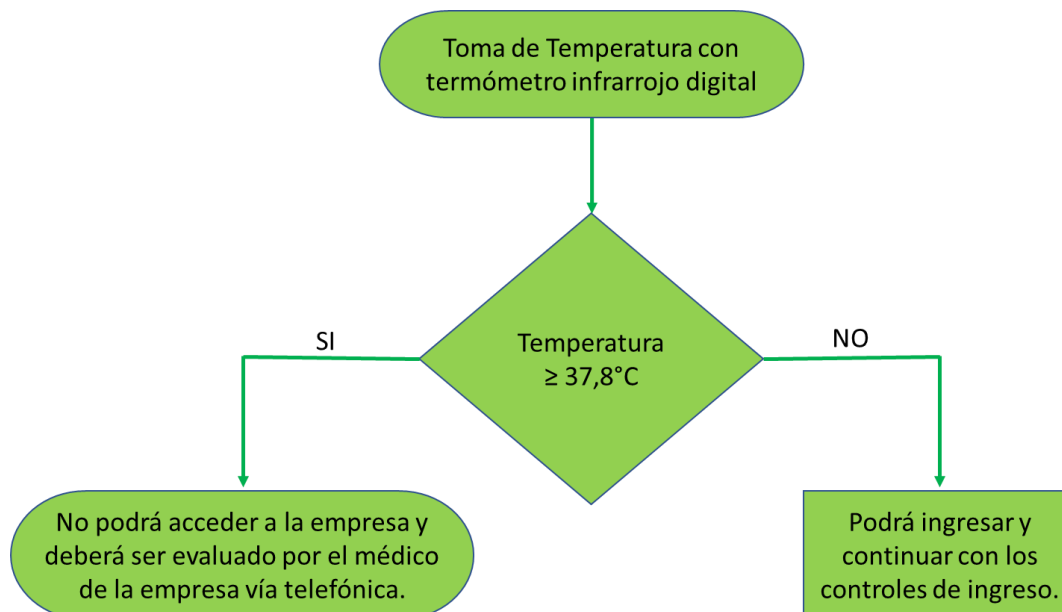 Toma de Temperatura con
termómetro infrarrojo digital
SI
Temperatura
≥ 37,8°C
NO
No podrá acceder a la empresa y
deberá ser evaluado por el médico
de la empresa vía telefónica.
Podrá ingresar y
continuar con los
controles de ingreso.